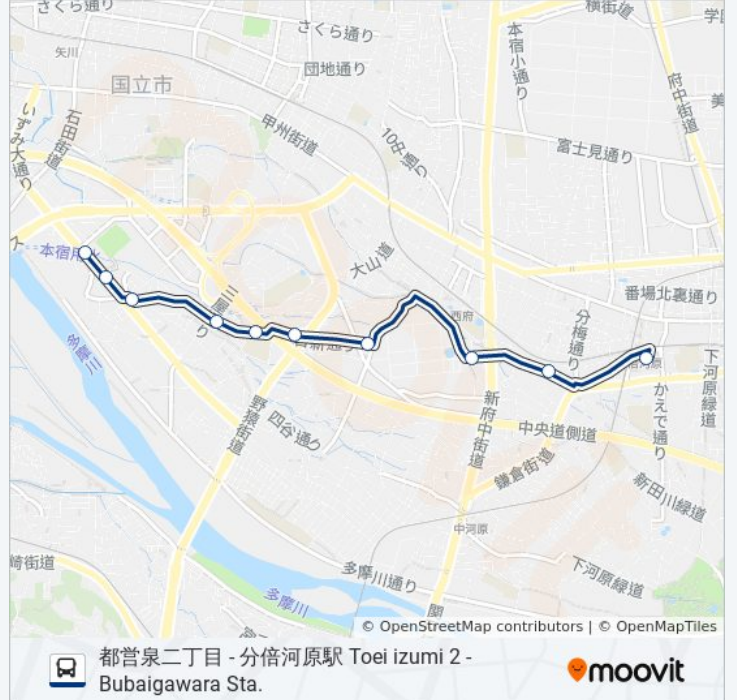 さくら通り
横街道
さくら通り
本宿小通り
矢川
団地通り
国立市
府中街道
石田街道
いずみ大通り
甲州街道
10中通り
富士見通り
本宿用水
大山道
三屋通り
番場北裏通り
西府
分梅通り
多摩川
下河原緑道
かえで通り
新府中街道
野猿街道
四谷通り
中央道側道
鎌倉街道
新田川緑道
中河原
崎街道
多摩川通り
下河原緑道
多摩川
関
© OpenStreetMap contributors | © OpenMapTiles
都営泉二丁目 - 分倍河原駅 Toei izumi 2 -
Bubaigawara Sta.
moovit